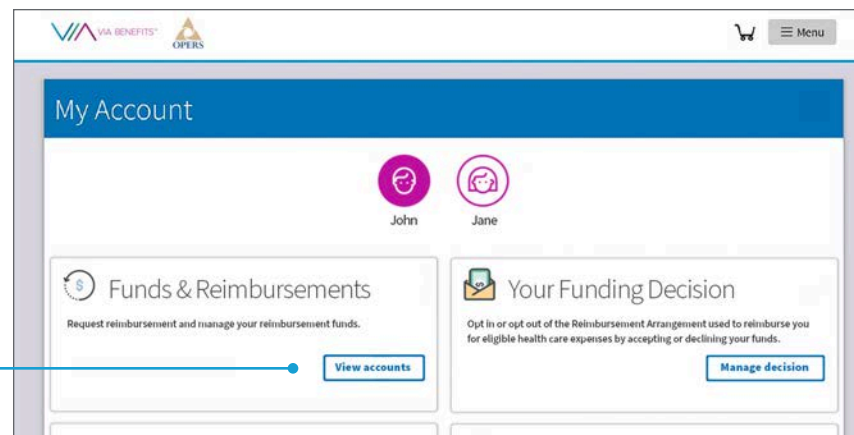 VIA BENEFITS™
OPERS
Menu
My Account
John
Jane
Funds & Reimbursements
Request reimbursement and manage your reimbursement funds.
View accounts
Your Funding Decision
Opt in or opt out of the Reimbursement Arrangement used to reimburse you
for eligible health care expenses by accepting or declining your funds.
Manage decision